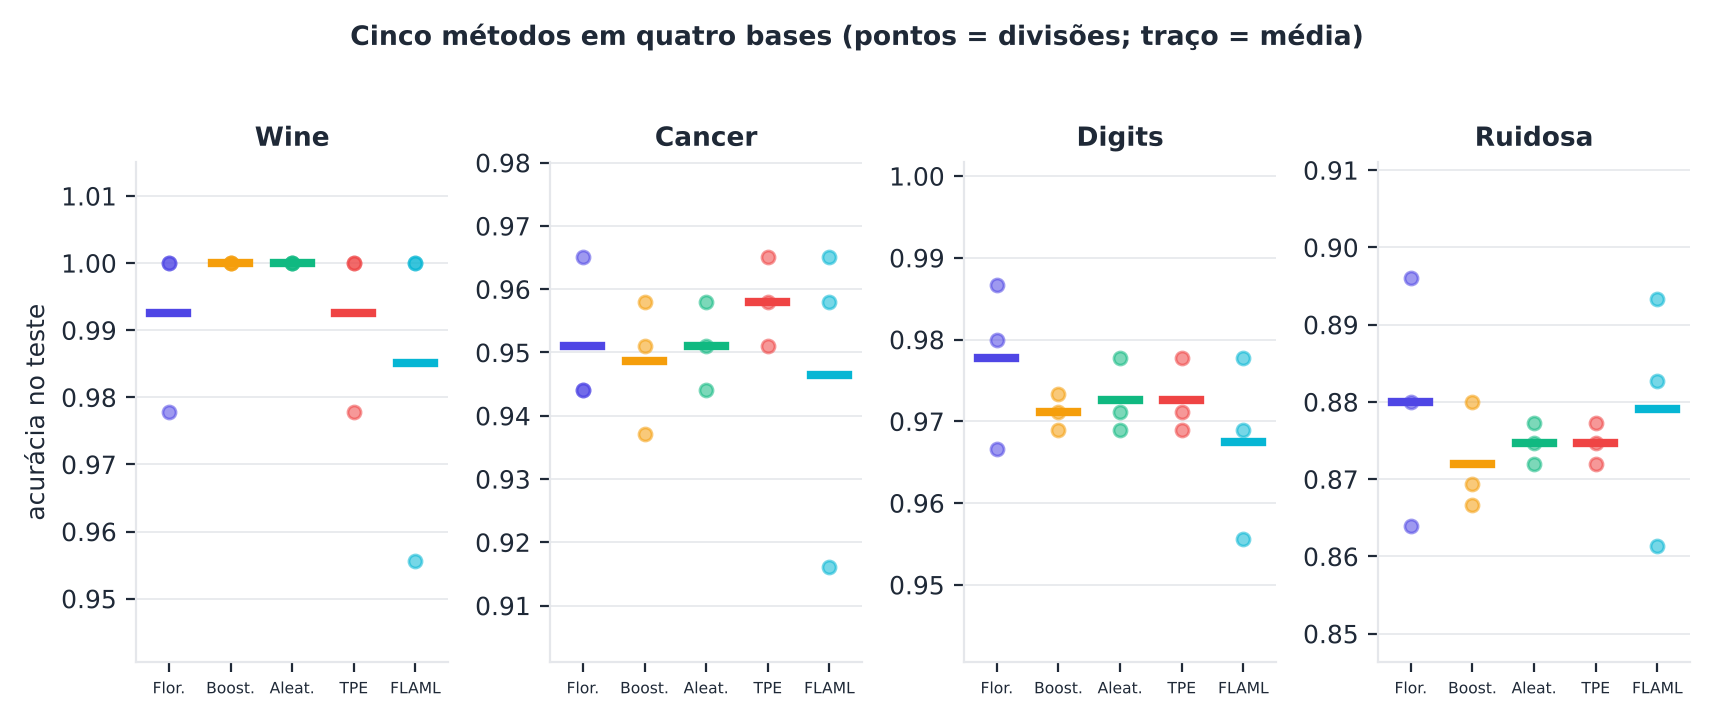 Cinco métodos em quatro bases (pontos = divisões; traço = média)
Wine
acurácia no teste
1.01
1.00
0.99
0.98
0.97
0.96
0.95
Flor. Boost. Aleat. TPE FLAML
Cancer
0.98
0.97
0.96
0.95
0.94
0.93
0.92
0.91
Flor. Boost. Aleat. TPE FLAML
Digits
1.00
0.99
0.98
0.97
0.96
0.95
Flor. Boost. Aleat. TPE FLAML
Ruidosa
0.91
0.90
0.89
0.88
0.87
0.86
0.85
Flor. Boost. Aleat. TPE FLAML